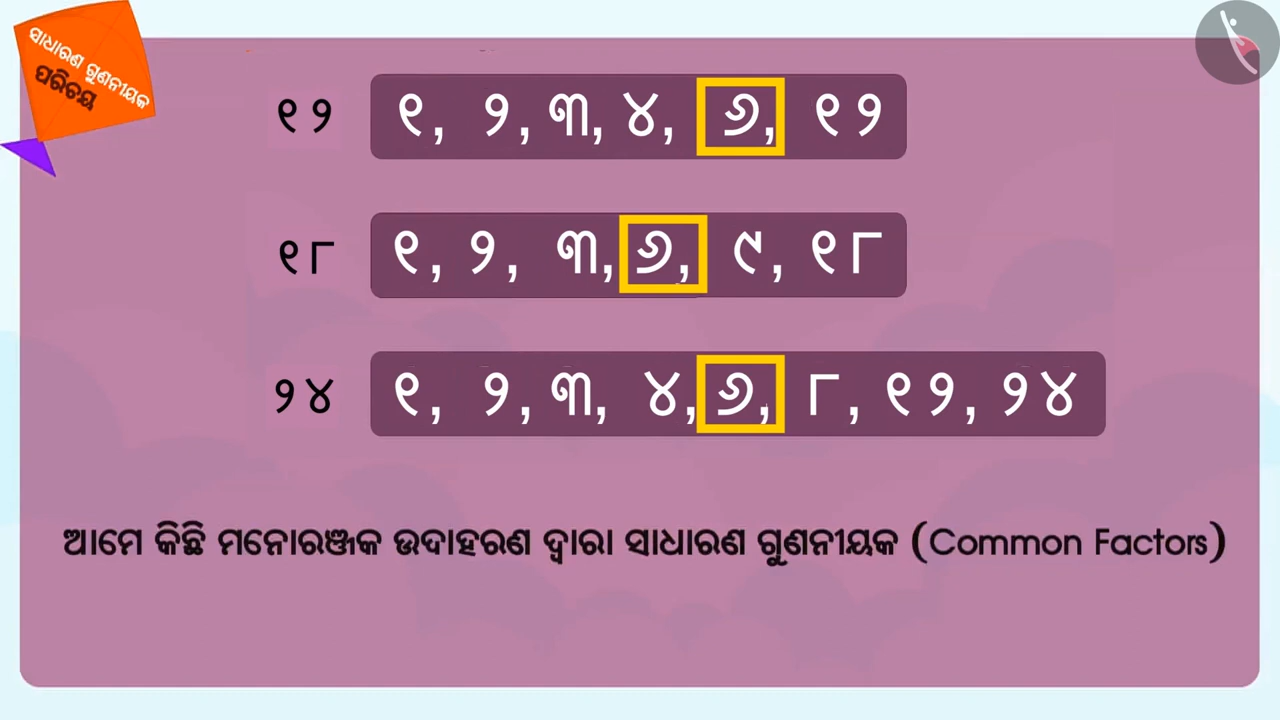 ସାଧାରଣ ଗୁଣନୀୟକ
ପରିଚୟ
୧୨ ୧, ୨, ୩, ୪, ୬, ୧୨
୧୮ ୧, ୨, ୩, ୬, ୯, ୧୮
୨୪ ୧, ୨, ୩, ୪, ୬, ୮, ୧୨, ୨୪
ଆମେ କିଛି ମନୋରଞ୍ଜକ ଉଦାହରଣ ଦ୍ୱାରା ସାଧାରଣ ଗୁଣନୀୟକ (Common Factors)